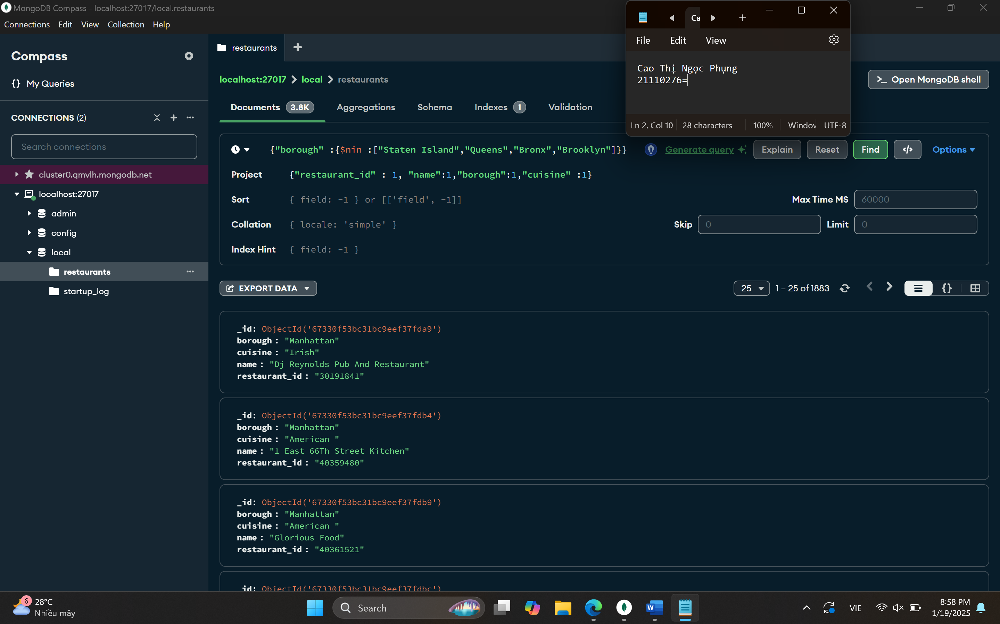 MongoDB Compass - localhost:27017/local.restaurants
Connections Edit View Collection Help
Compass
{} My Queries
CONNECTIONS (2)
Search connections
cluster0.qmvlh.mongodb.net
localhost:27017
admin
config
local
restaurants
startup_log
restaurants
localhost:27017 > local > restaurants
>_ Open MongoDB shell
Documents 3.8K Aggregations Schema Indexes 1 Validation
Ca
File Edit View
Cao Thị Ngọc Phụng
21110276=
Ln 2, Col 10 28 characters 100% Window UTF-8
{"borough" :{$nin :["Staten Island","Queens","Bronx","Brooklyn"]}}
Generate query Explain Reset Find </> Options
Project {"restaurant_id" : 1, "name":1,"borough":1,"cuisine" :1}
Sort { field: -1 } or [['field', -1]] Max Time MS 60000
Collation { locale: 'simple' } Skip 0 Limit 0
Index Hint { field: -1 }
EXPORT DATA 25 1 – 25 of 1883 {}
_id: ObjectId('67330f53bc31bc9eef37fda9')
borough : "Manhattan"
cuisine : "Irish"
name : "Dj Reynolds Pub And Restaurant"
restaurant_id : "30191841"
_id: ObjectId('67330f53bc31bc9eef37fdb4')
borough : "Manhattan"
cuisine : "American "
name : "1 East 66Th Street Kitchen"
restaurant_id : "40359480"
_id: ObjectId('67330f53bc31bc9eef37fdb9')
borough : "Manhattan"
cuisine : "American "
name : "Glorious Food"
restaurant_id : "40361521"
_id: ObjectId('67330f53bc31bc9eef37fdbc')
6
28°C
Nhiều mây
Search
W
VIE
8:58 PM
1/19/2025